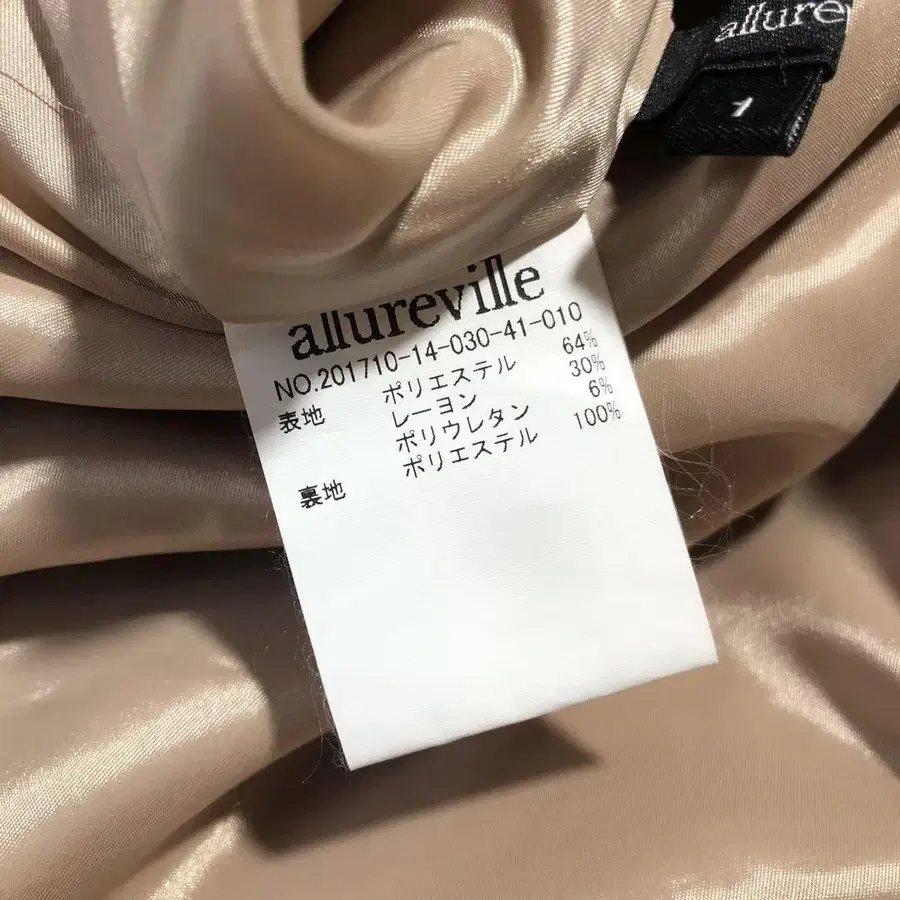 allure
1
allureville
NO.201710-14-030-41-010
表地 ポリエステル 64%
レーヨン 30%
ポリウレタン 6%
裏地 ポリエステル 100%